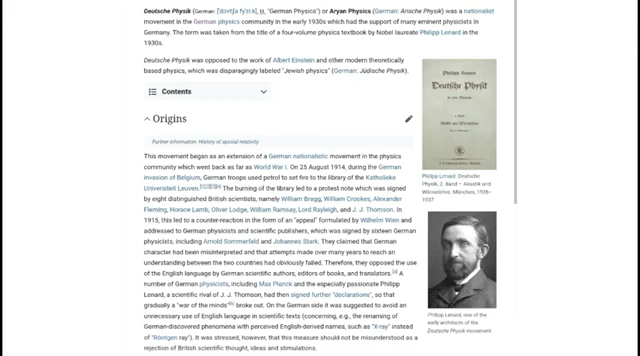 Deutsche Physik (German: [ˈdɔʏtʃə fyˈziːk], lit. "German Physics") or Aryan Physics (German: Arische Physik) was a nationalist
movement in the German physics community in the early 1930s which had the support of many eminent physicists in
Germany. The term was taken from the title of a four-volume physics textbook by Nobel laureate Philipp Lenard in the
1930s.
Deutsche Physik was opposed to the work of Albert Einstein and other modern theoretically
based physics, which was disparagingly labeled "Jewish physics" (German: Jüdische Physik).
Contents
Origins
Further information: History of special relativity
This movement began as an extension of a German nationalistic movement in the physics
community which went back as far as World War I. On 25 August 1914, during the German
invasion of Belgium, German troops used petrol to set fire to the library of the Katholieke
Universiteit Leuven. The burning of the library led to a protest note which was signed
by eight distinguished British scientists, namely William Bragg, William Crookes, Alexander
Fleming, Horace Lamb, Oliver Lodge, William Ramsay, Lord Rayleigh, and J. J. Thomson. In
1915, this led to a counter-reaction in the form of an "appeal" formulated by Wilhelm Wien and
addressed to German physicists and scientific publishers, which was signed by sixteen German
physicists, including Arnold Sommerfeld and Johannes Stark. They claimed that German
character had been misinterpreted and that attempts made over many years to reach an
understanding between the two countries had obviously failed. Therefore, they opposed the use
of the English language by German scientific authors, editors of books, and translators. A
number of German physicists, including Max Planck and the especially passionate Philipp
Lenard, a scientific rival of J. J. Thomson, had then signed further "declarations", so that
gradually a "war of the minds" broke out. On the German side it was suggested to avoid an
unnecessary use of English language in scientific texts (concerning, e.g., the renaming of
German-discovered phenomena with perceived English-derived names, such as "X-ray" instead
of "Röntgen ray"). It was stressed, however, that this measure should not be misunderstood as a
rejection of British scientific thought, ideas and stimulations.
Philipp Lenard
Deutsche Physik
Philipp Lenard: Deutsche
Physik, 2. Band – Akustik und
Wärmelehre. München, 1936–
1937
Philipp Lenard, one of the
early architects of the
Deutsche Physik movement